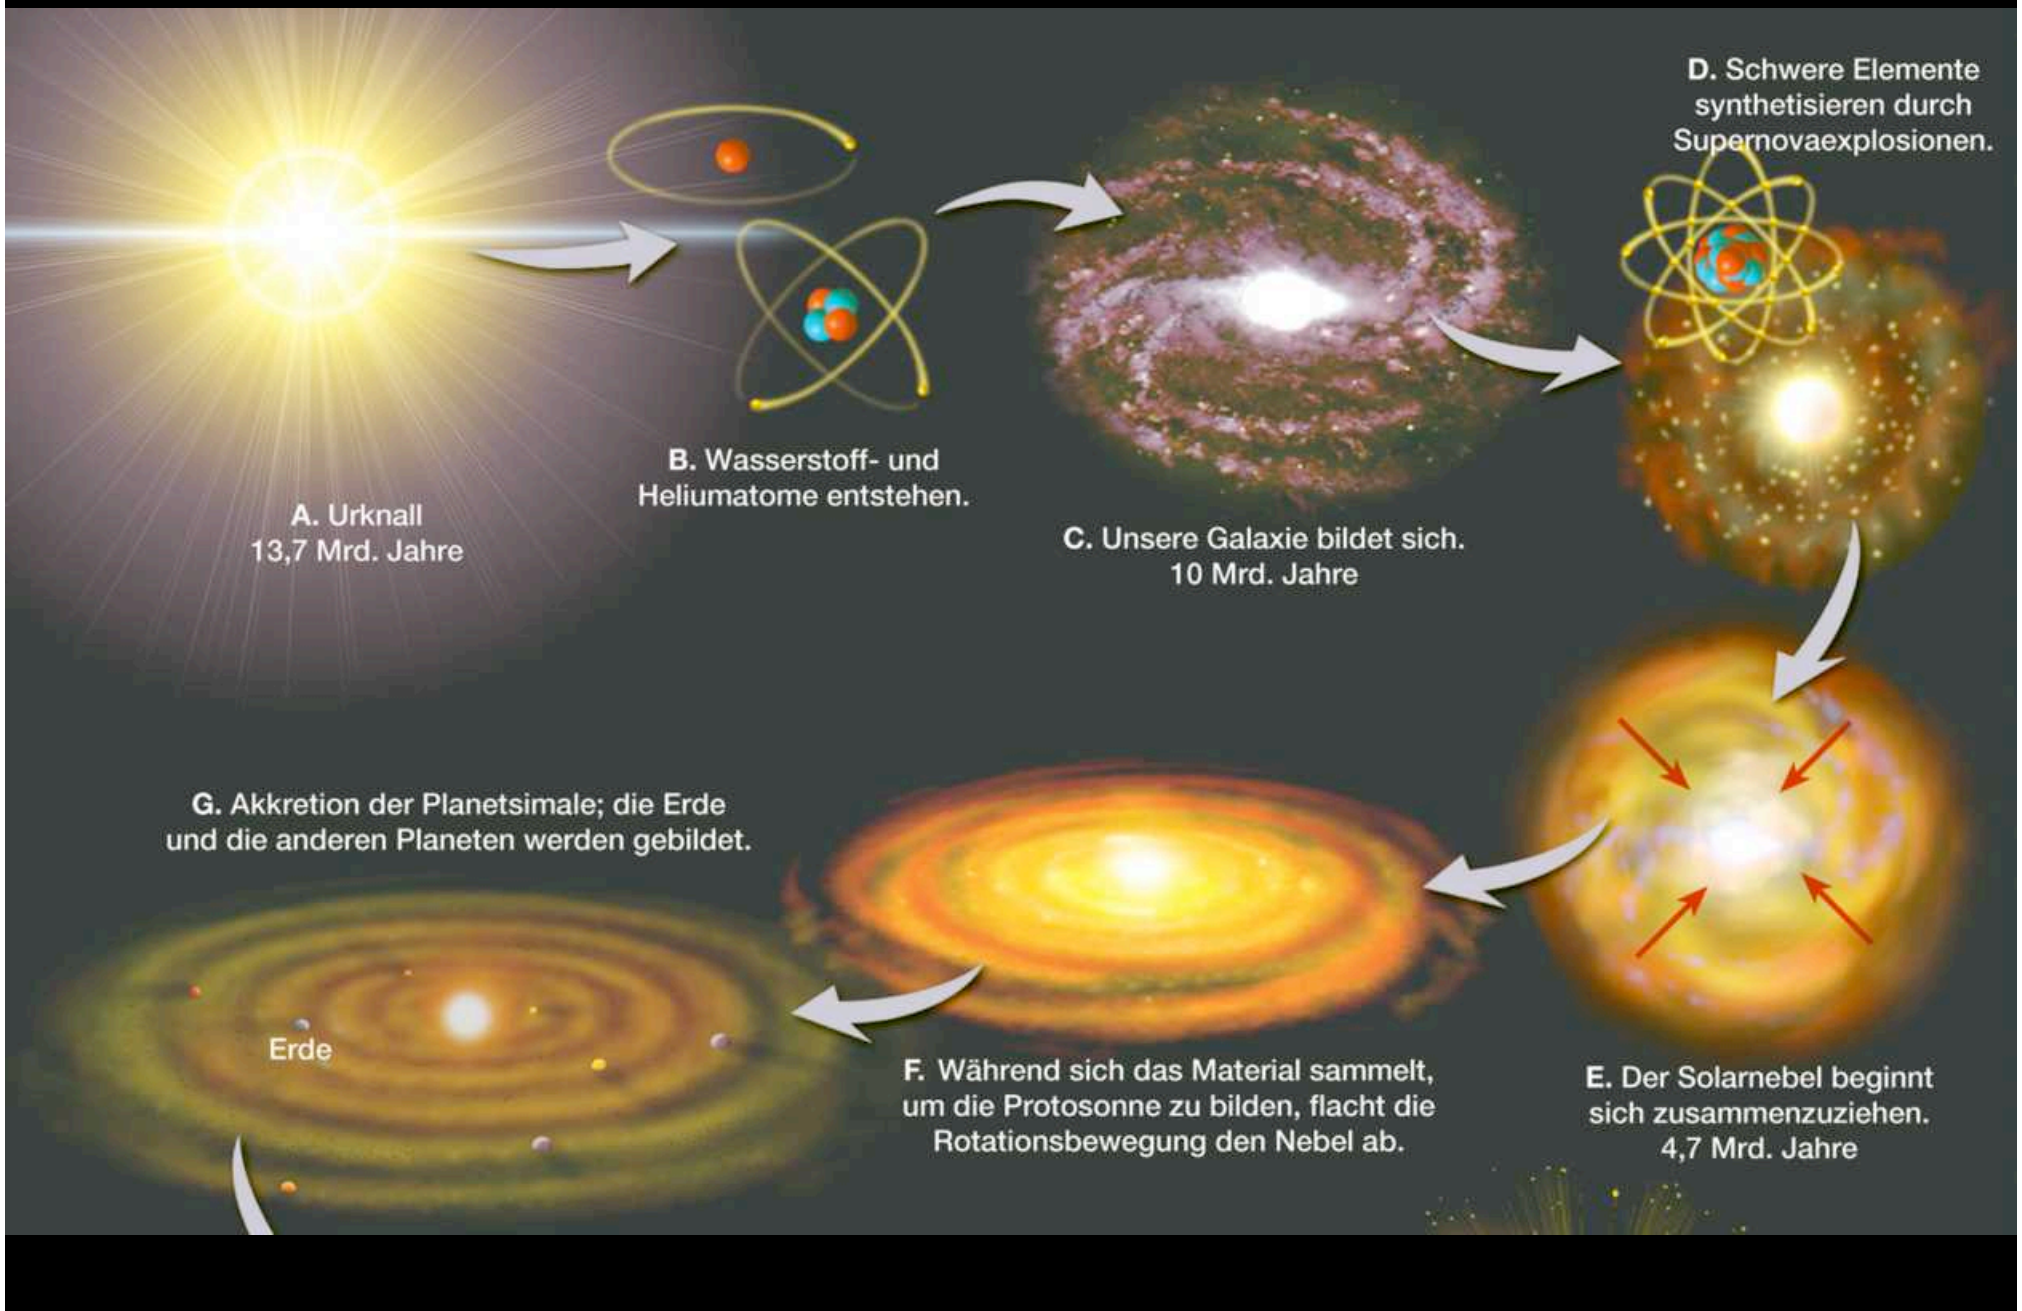 A. Urknall
13,7 Mrd. Jahre
B. Wasserstoff- und
Heliumatome entstehen.
C. Unsere Galaxie bildet sich.
10 Mrd. Jahre
D. Schwere Elemente
synthetisieren durch
Supernovaexplosionen.
E. Der Solarnebel beginnt
sich zusammenzuziehen.
4,7 Mrd. Jahre
F. Während sich das Material sammelt,
um die Protosonne zu bilden, flacht die
Rotationsbewegung den Nebel ab.
G. Akkretion der Planetsimale; die Erde
und die anderen Planeten werden gebildet.
Erde